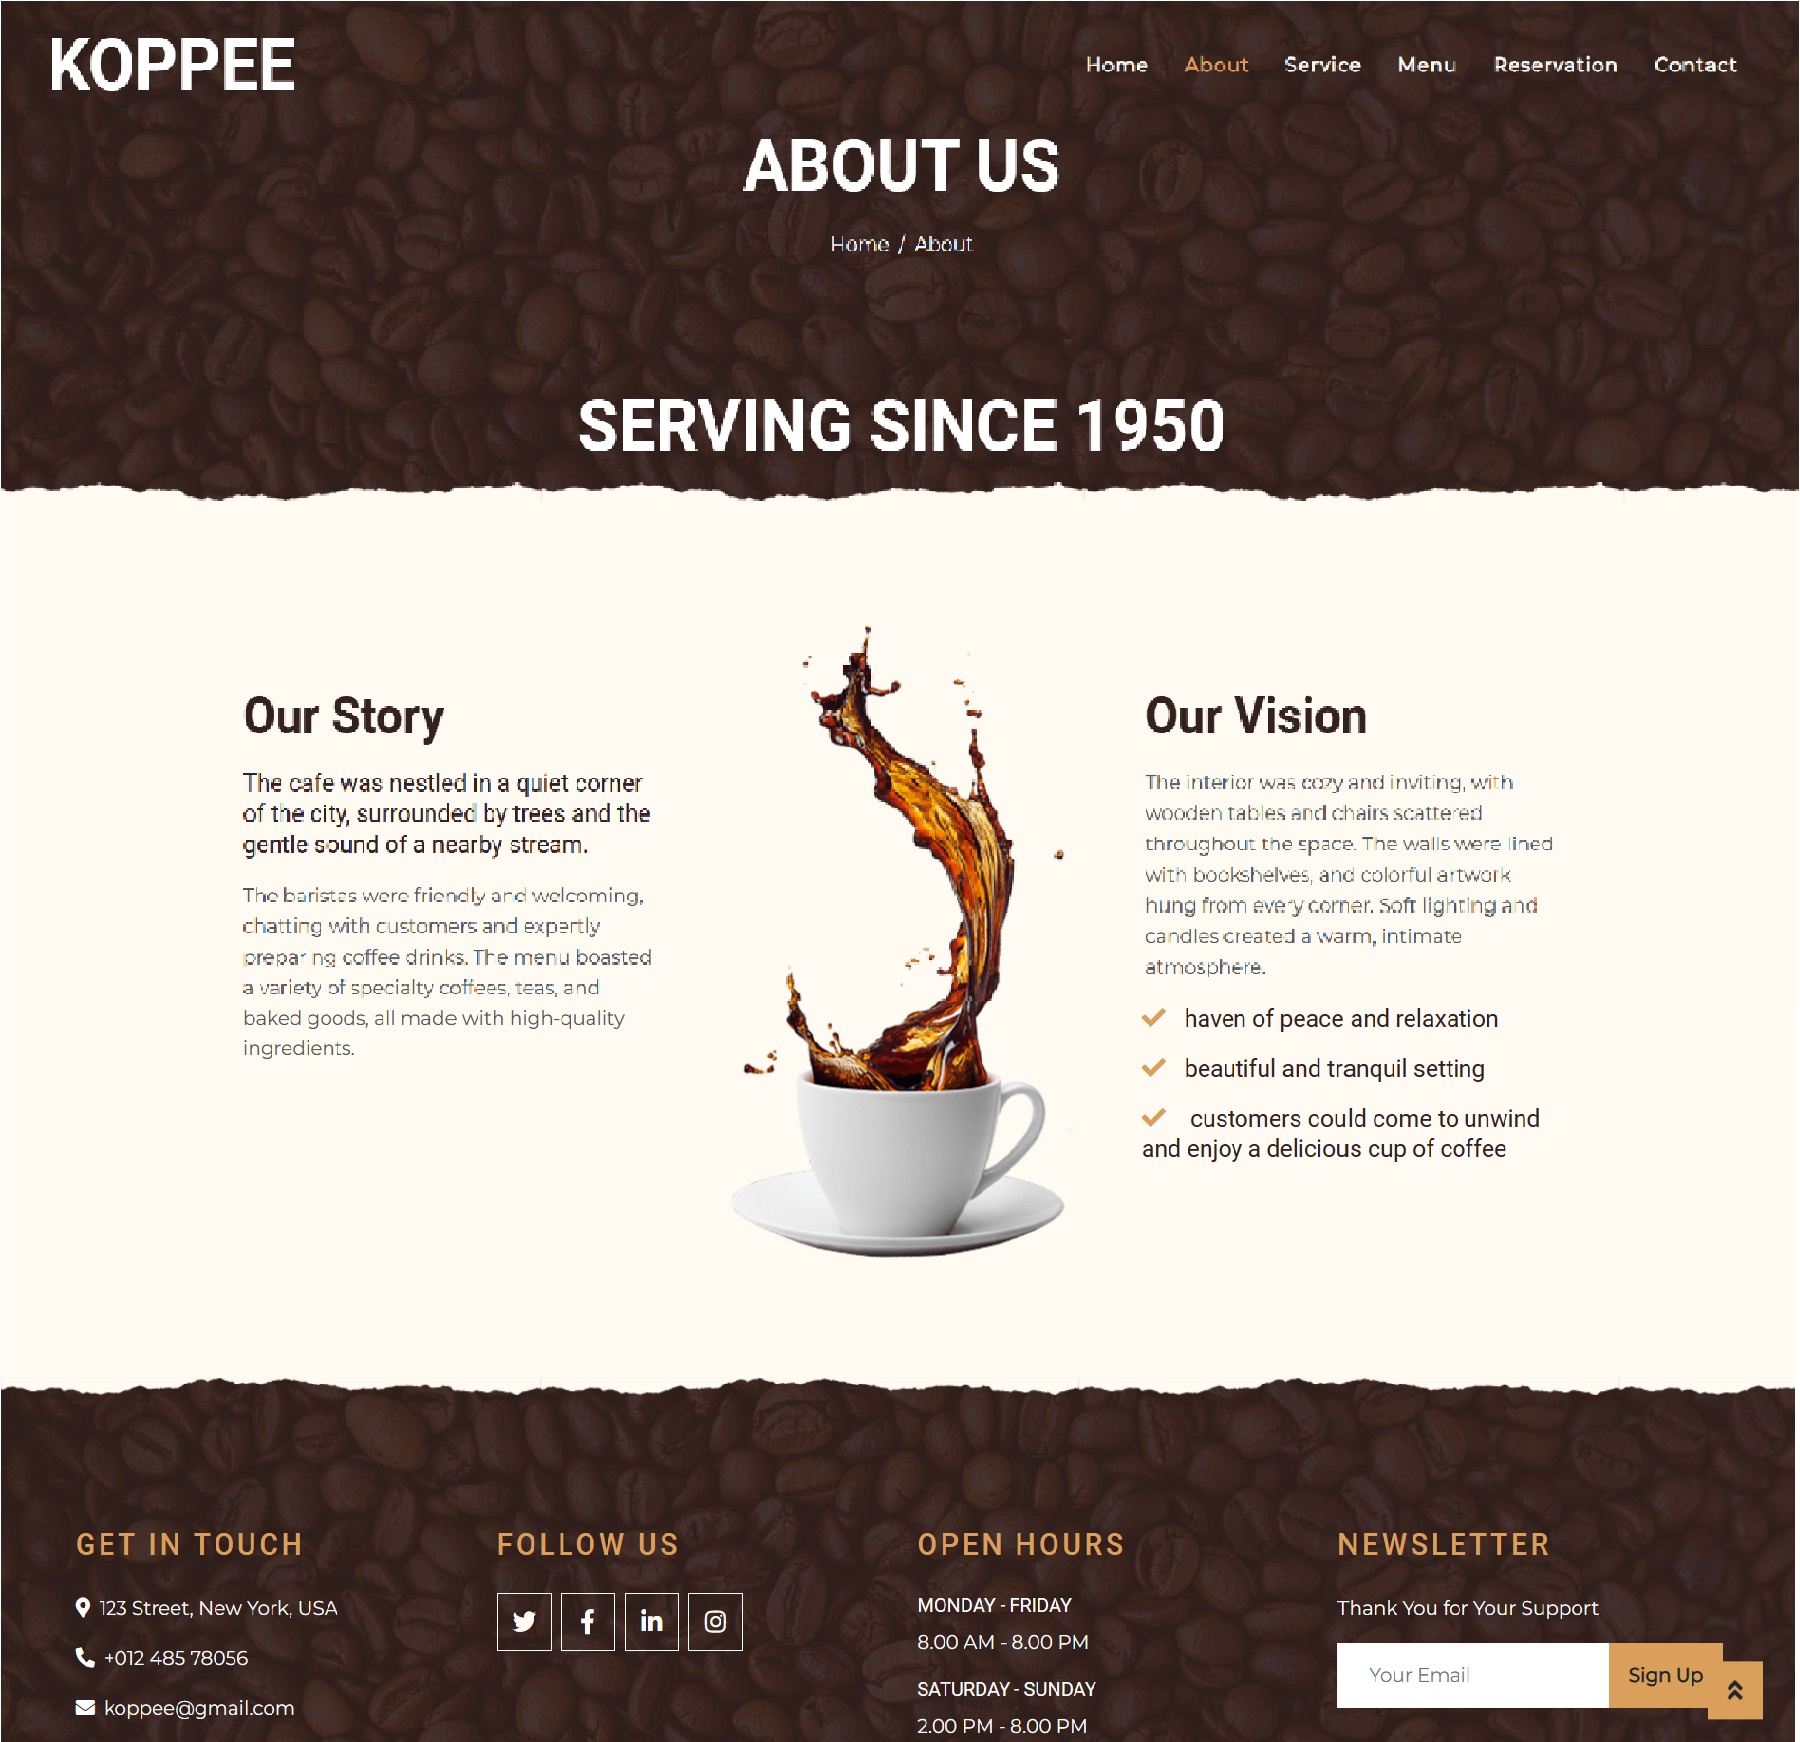 KOPPEE
Home About Service Menu Reservation Contact
ABOUT US
Home / About
SERVING SINCE 1950
Our Story
The cafe was nestled in a quiet corner
of the city, surrounded by trees and the
gentle sound of a nearby stream.
The baristas were friendly and welcoming,
chatting with customers and expertly
preparing coffee drinks. The menu boasted
a variety of specialty coffees, teas, and
baked goods, all made with high-quality
ingredients.
Our Vision
The interior was cozy and inviting, with
wooden tables and chairs scattered
throughout the space. The walls were lined
with bookshelves, and colorful artwork
hung from every corner. Soft lighting and
candles created a warm, intimate
atmosphere.
haven of peace and relaxation
beautiful and tranquil setting
customers could come to unwind
and enjoy a delicious cup of coffee
GET IN TOUCH
123 Street, New York, USA
+012 485 78056
koppee@gmail.com
FOLLOW US
OPEN HOURS
MONDAY - FRIDAY
8.00 AM - 8.00 PM
SATURDAY - SUNDAY
2.00 PM - 8.00 PM
NEWSLETTER
Thank You for Your Support
Your Email
Sign Up